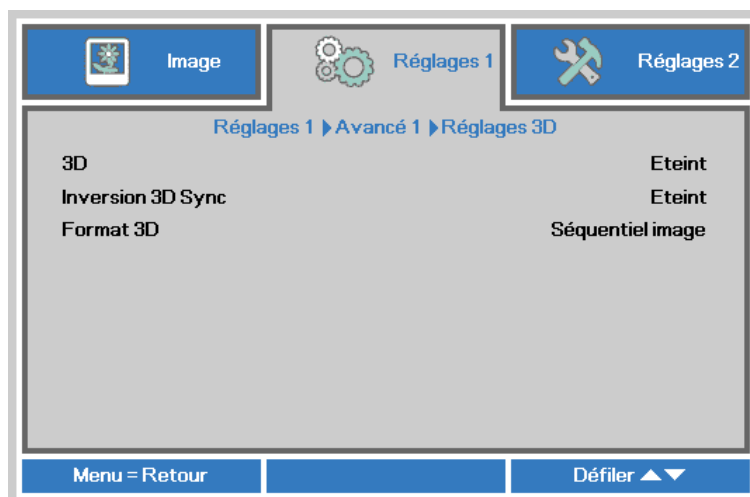 Image Réglages 1 Réglages 2
Réglages 1 ▶ Avancé 1 ▶ Réglages 3D
3D Eteint
Inversion 3D Sync Eteint
Format 3D Séquentiel image
Menu = Retour Défiler ▲▼